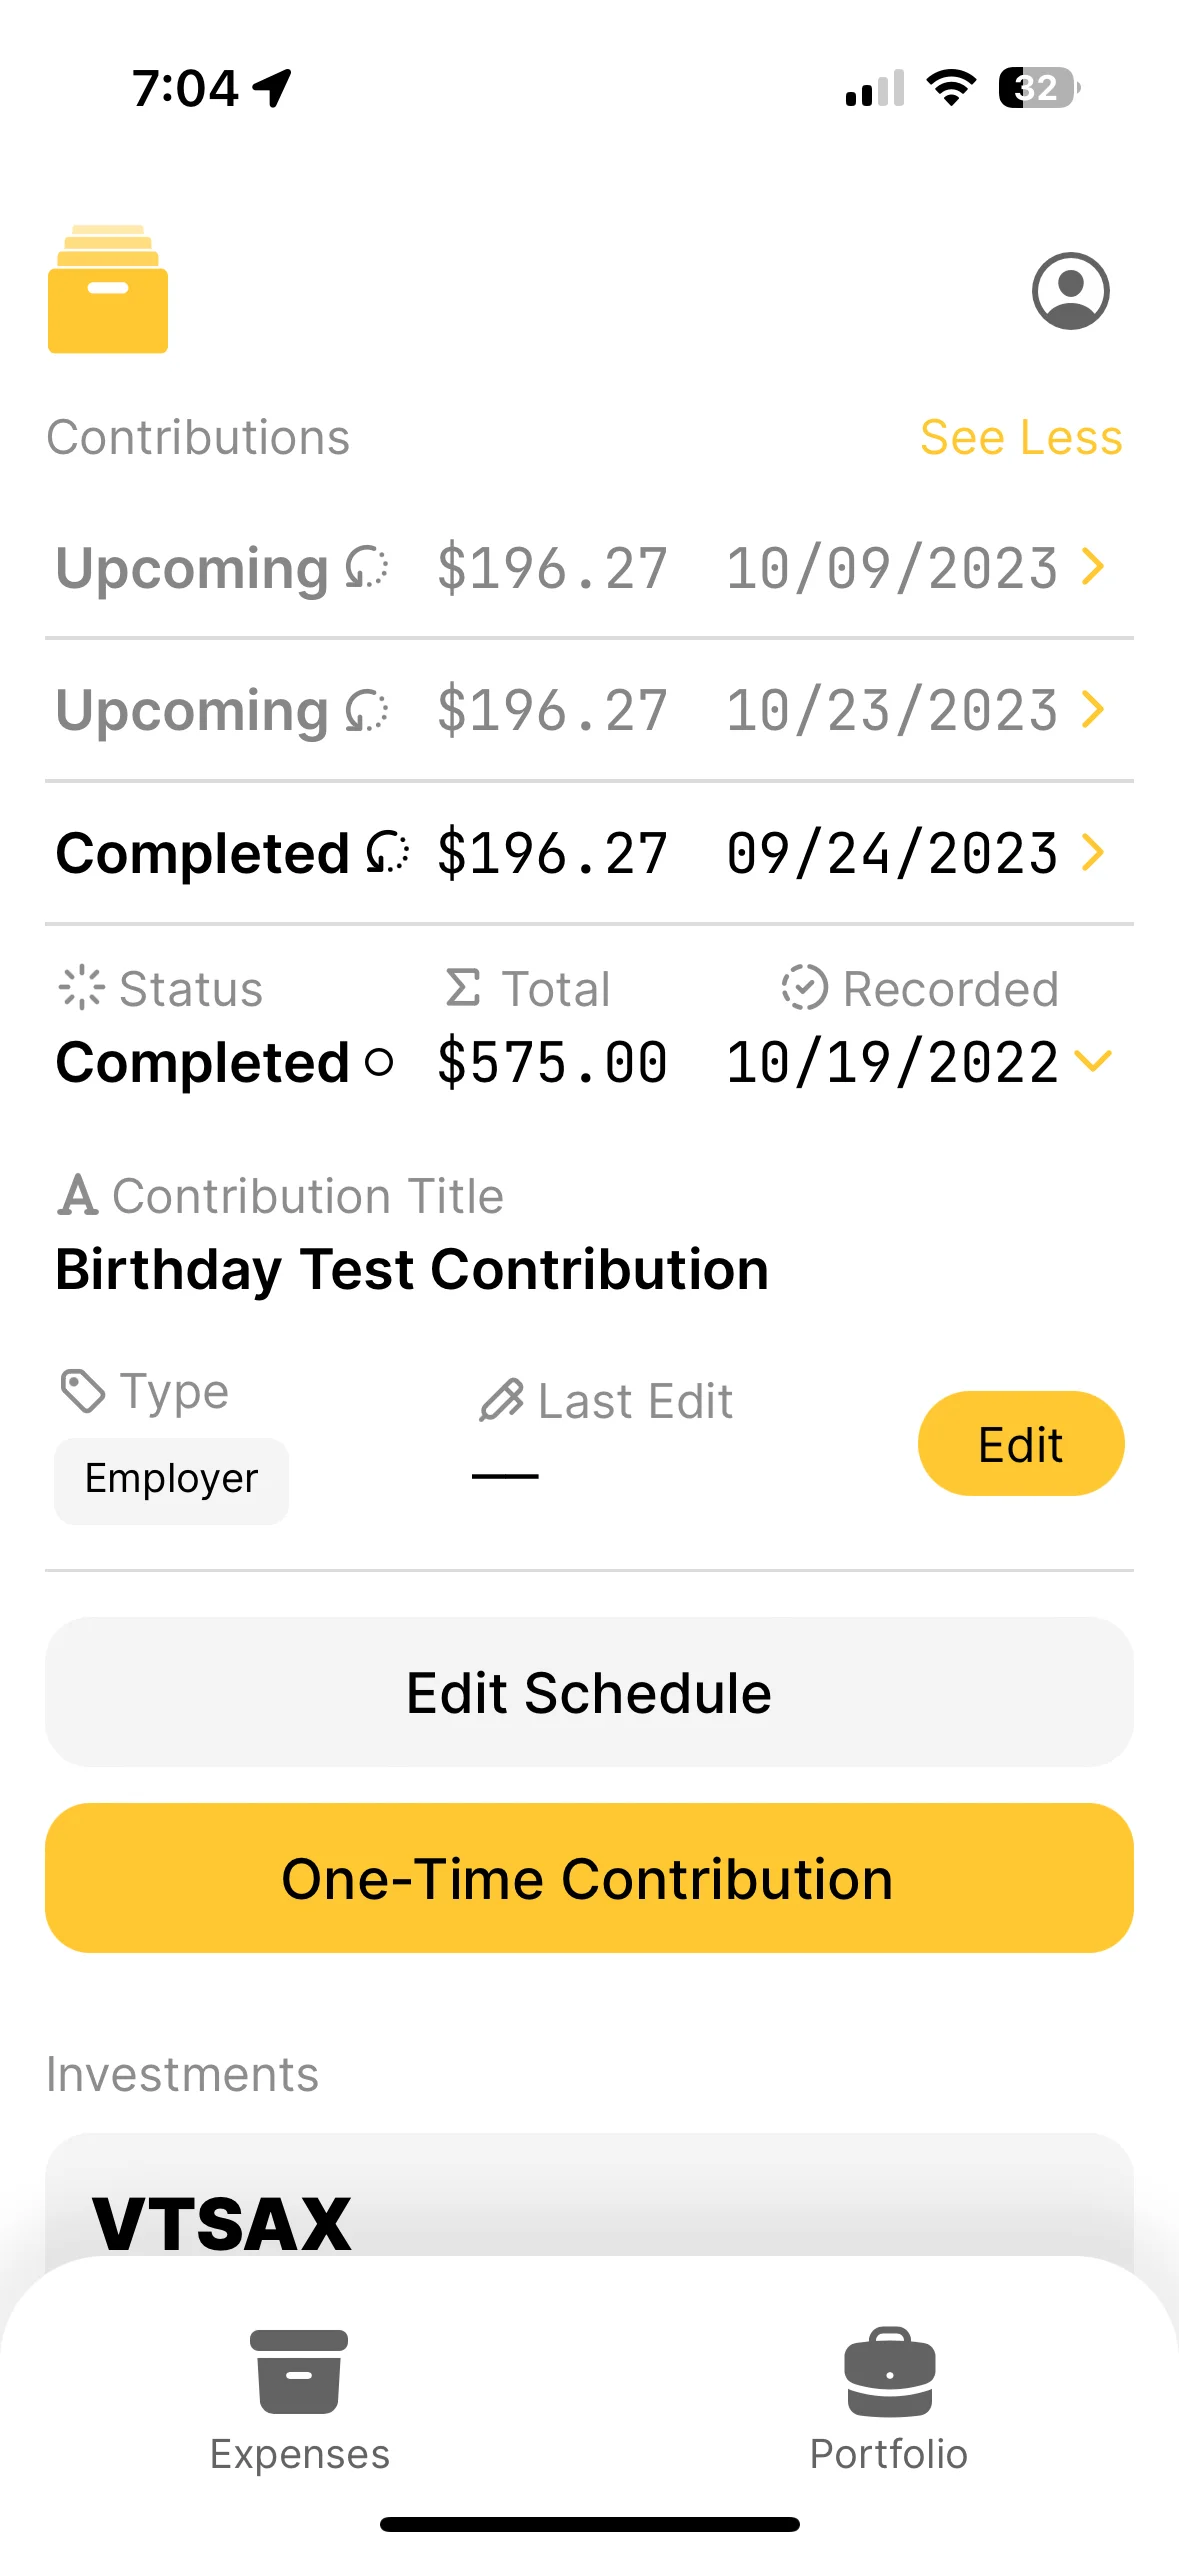 7:04
32
Contributions See Less
Upcoming $196.27 10/09/2023
Upcoming $196.27 10/23/2023
Completed $196.27 09/24/2023
Status Total Recorded
Completed $575.00 10/19/2022
Contribution Title
Birthday Test Contribution
Type Last Edit
Edit
Employer —
Edit Schedule
One-Time Contribution
Investments
VTSAX
Expenses Portfolio